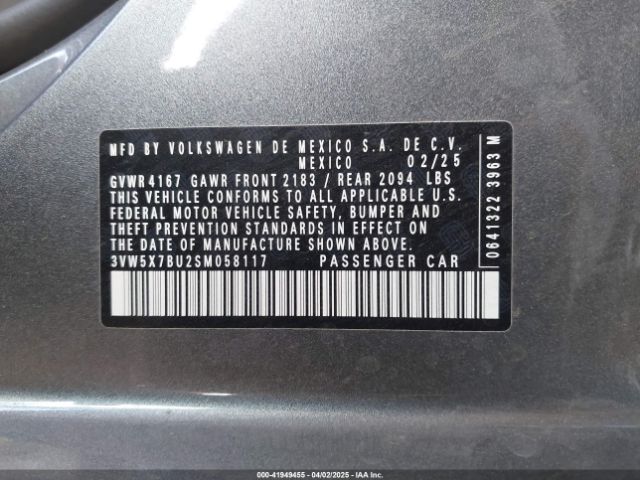 MFD BY VOLKSWAGEN DE MEXICO S.A. DE C.V.
MEXICO 02/25
GVWR 4167 GAWR FRONT 2183 / REAR 2094 LBS
THIS VEHICLE CONFORMS TO ALL APPLICABLE U.S.
FEDERAL MOTOR VEHICLE SAFETY, BUMPER AND
THEFT PREVENTION STANDARDS IN EFFECT ON
THE DATE OF MANUFACTURE SHOWN ABOVE.
3VW5X7BU2SM058117 PASSENGER CAR
0641322 3963 M
000-41949455 - 04/02/2025 - IAA Inc.